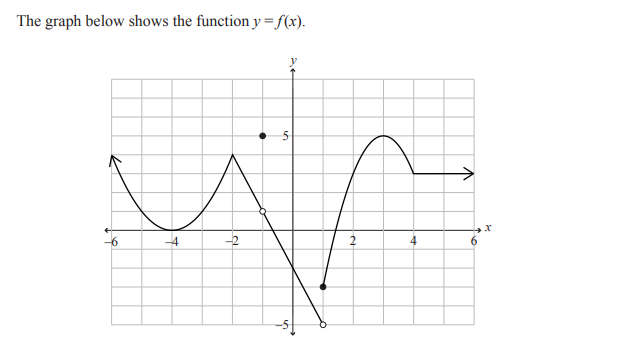 The graph below shows the function y = f(x).
y
5
x
–6 –4 –2 2 4 6
–5